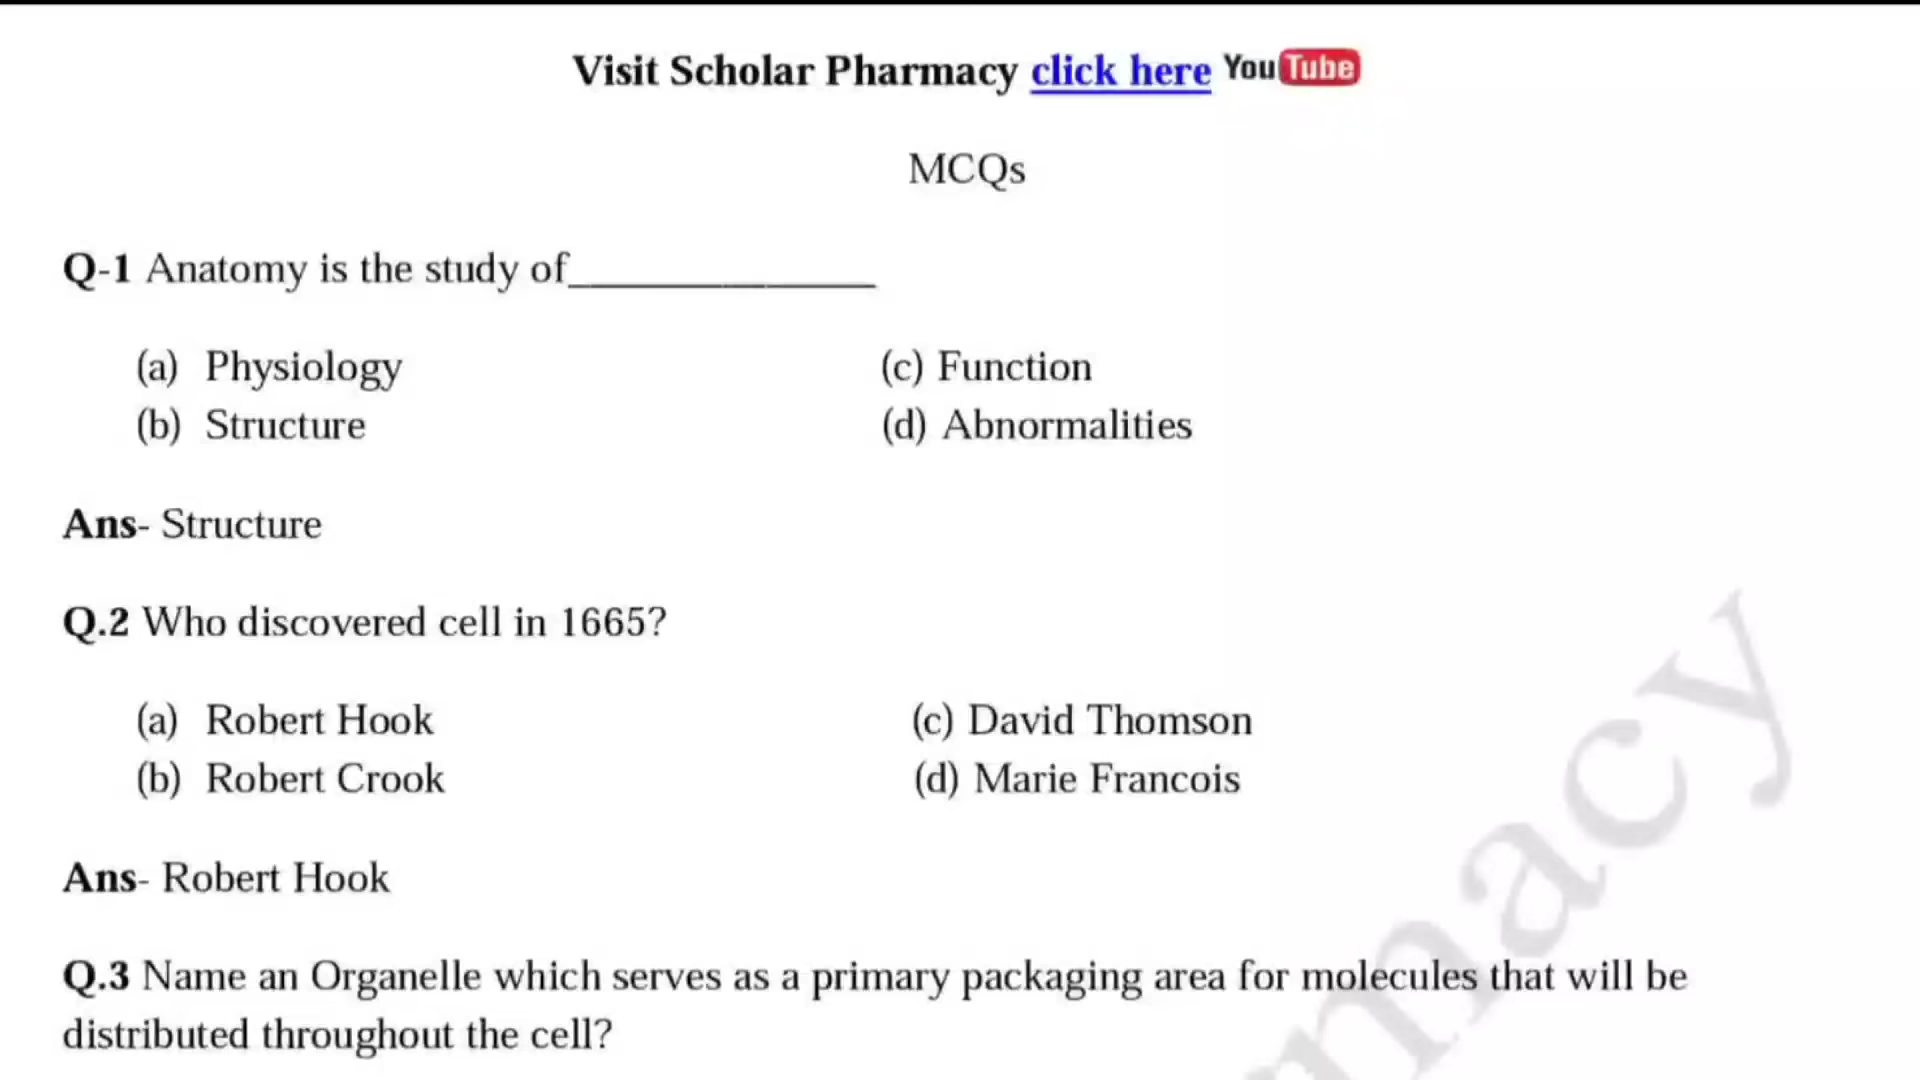 Visit Scholar Pharmacy click here YouTube
MCQs
Q-1 Anatomy is the study of______________
(a) Physiology (c) Function
(b) Structure (d) Abnormalities
Ans- Structure
Q.2 Who discovered cell in 1665?
(a) Robert Hook (c) David Thomson
(b) Robert Crook (d) Marie Francois
Ans- Robert Hook
Q.3 Name an Organelle which serves as a primary packaging area for molecules that will be
distributed throughout the cell?
macy